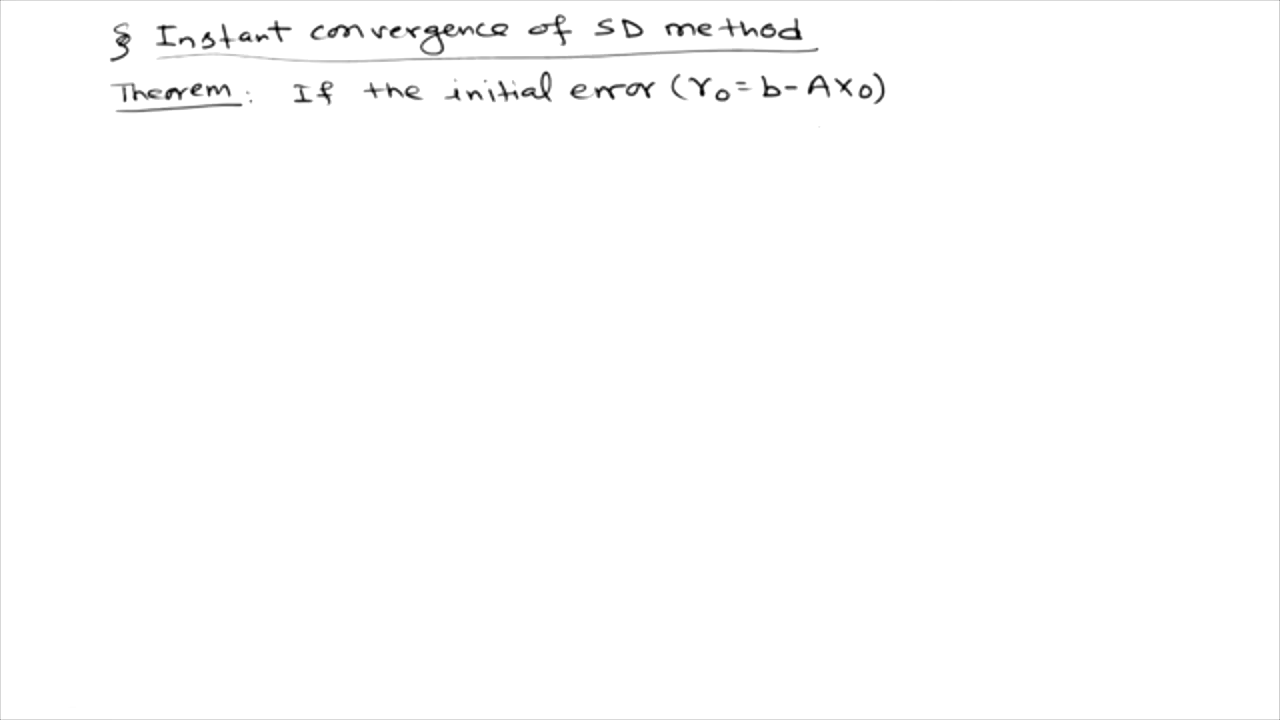 § Instant convergence of SD method
Theorem: If the initial error (r0 = b - Ax0)